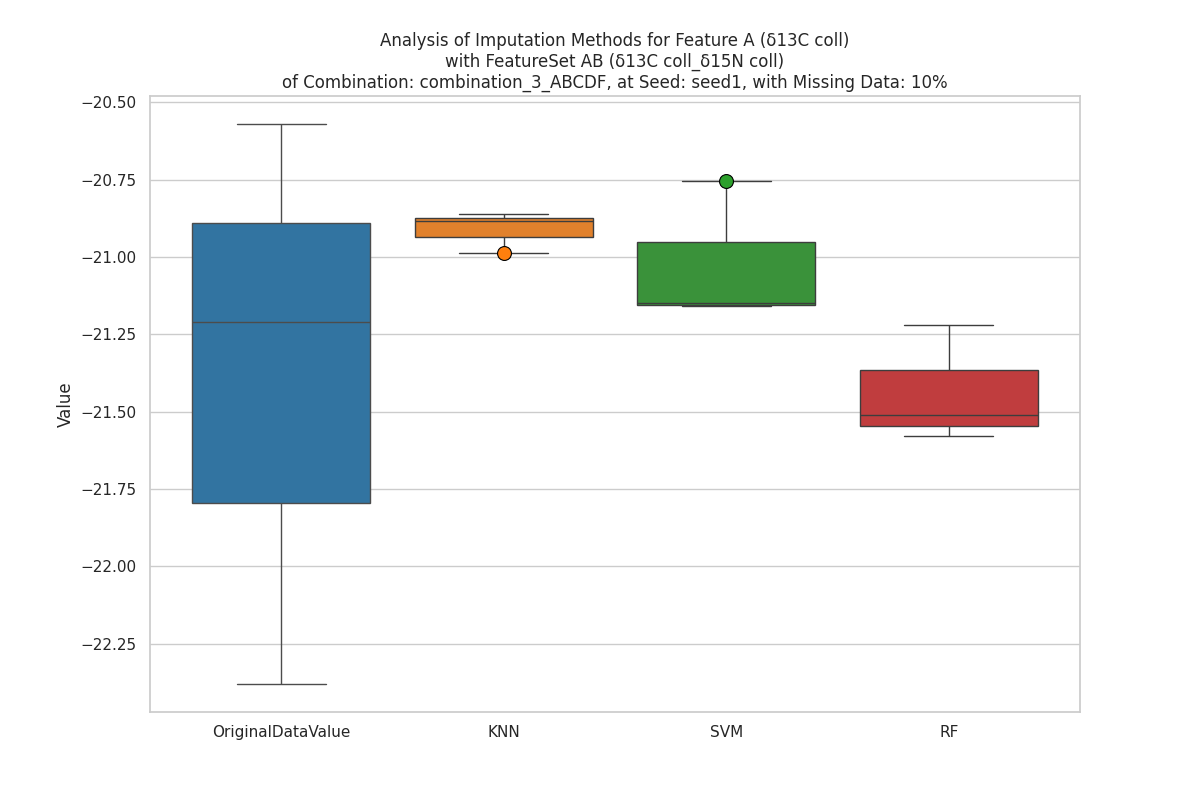 Analysis of Imputation Methods for Feature A (δ13C coll)
with FeatureSet AB (δ13C coll_δ15N coll)
of Combination: combination_3_ABCDF, at Seed: seed1, with Missing Data: 10%
Value
−20.50
−20.75
−21.00
−21.25
−21.50
−21.75
−22.00
−22.25
OriginalDataValue
KNN
SVM
RF